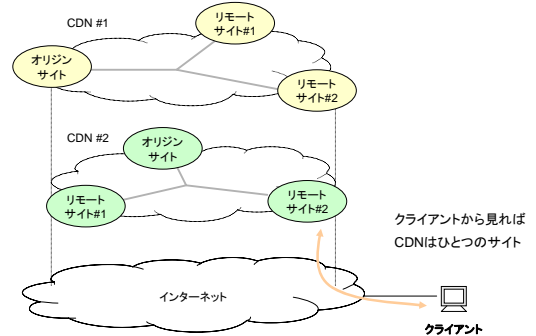 CDN #1
リモート
サイト#1
オリジン
サイト
リモート
サイト#2
CDN #2
オリジン
サイト
リモート
サイト#1
リモート
サイト#2
クライアントから見れば
CDNはひとつのサイト
インターネット
クライアント